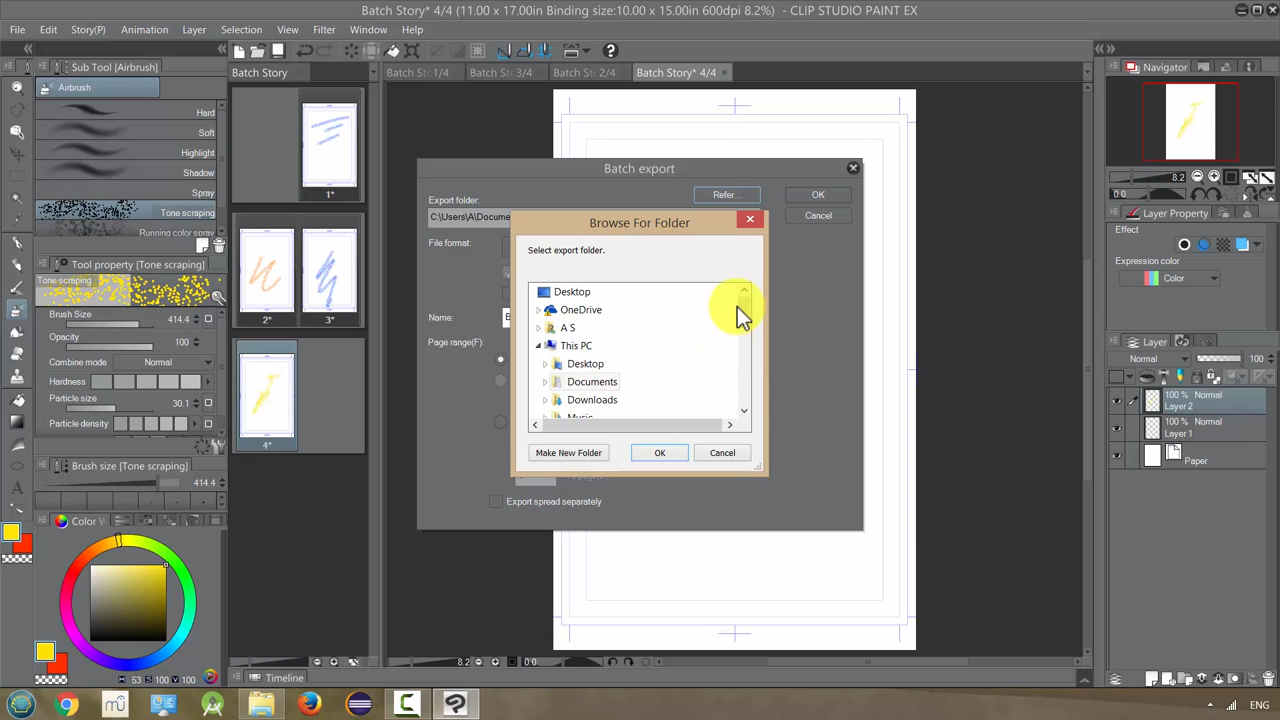 Batch Story* 4/4 (11.00 x 17.00in Binding size:10.00 x 15.00in 600dpi 8.2%) - CLIP STUDIO PAINT EX
File Edit Story(P) Animation Layer Selection View Filter Window Help
Sub Tool [Airbrush]
Airbrush
Hard
Soft
Highlight
Shadow
Spray
Tone scraping
Running color spray
Tool property [Tone scraping]
Tone scraping
Brush Size 414.4
Opacity 100
Combine mode Normal
Hardness
Particle size 30.1
Particle density
Brush size [Tone scraping]
414.4
Color W
H 53 S 100 V 100
Batch Story
1*
2* 3*
4*
Batch St 1/4 Batch St 3/4 Batch St 2/4 Batch Story* 4/4
Batch export
Export folder: Refer... OK
C:\Users\A\Docume
Cancel
File format:
Name:
Page range(F):
Export spread separately
Browse For Folder
Select export folder.
Desktop
OneDrive
A S
This PC
Desktop
Documents
Downloads
Music
Make New Folder OK Cancel
8.2 0.0
Timeline
Navigator
8.2
0.0
Layer Property
Effect
Expression color
Color
Layer
Normal 100
100 % Normal
Layer 2
100 % Normal
Layer 1
Paper
ENG